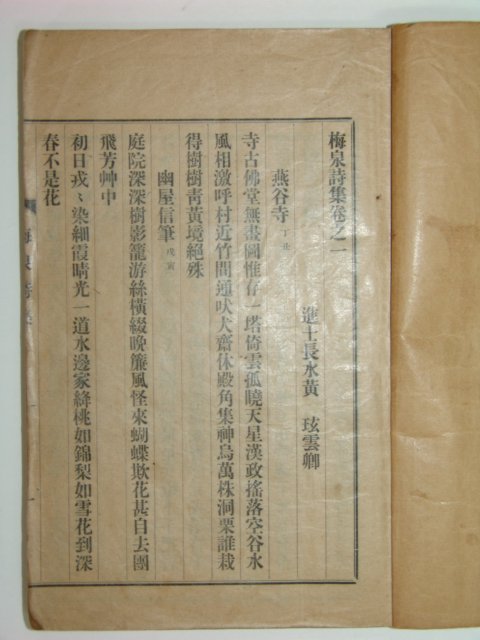 梅泉詩集卷之一
進士長水黃 玹雲卿
燕谷寺 丁丑
寺古佛堂無畫圖惟存一塔倚雲孤曉天星漢政搖落空谷水
風相激呼村近竹間通吠犬齋休殿角集神烏萬株洞栗誰栽
得樹樹靑黃境絕殊
幽屋信筆 戊寅
庭院深深樹影籠游絲橫綴晩簾風怪來蝴蝶欺花甚自去團
飛芳艸中
初日戎〻染細霞晴光一道水邊家絳桃如錦梨如雪花到深
春不是花